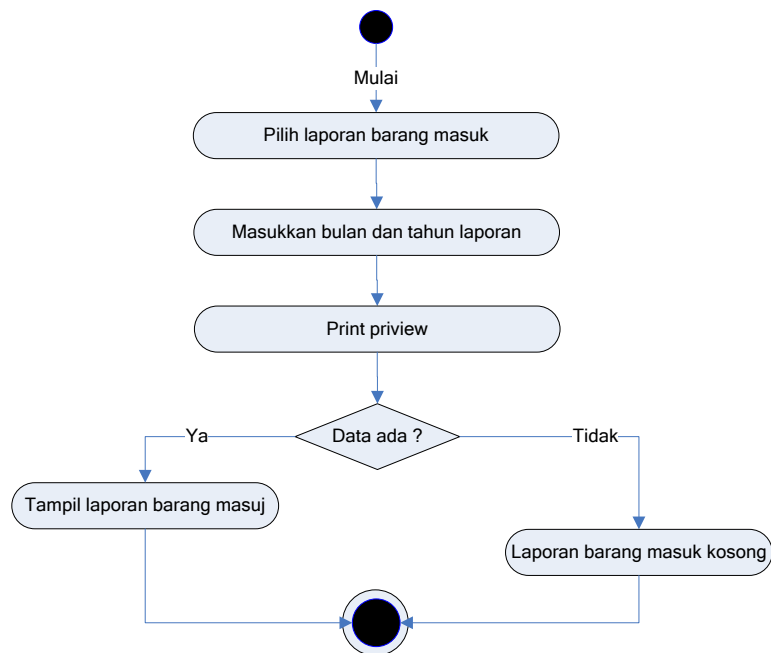 Mulai
Pilih laporan barang masuk
Masukkan bulan dan tahun laporan
Print priview
Data ada ?
Ya
Tidak
Tampil laporan barang masuj
Laporan barang masuk kosong